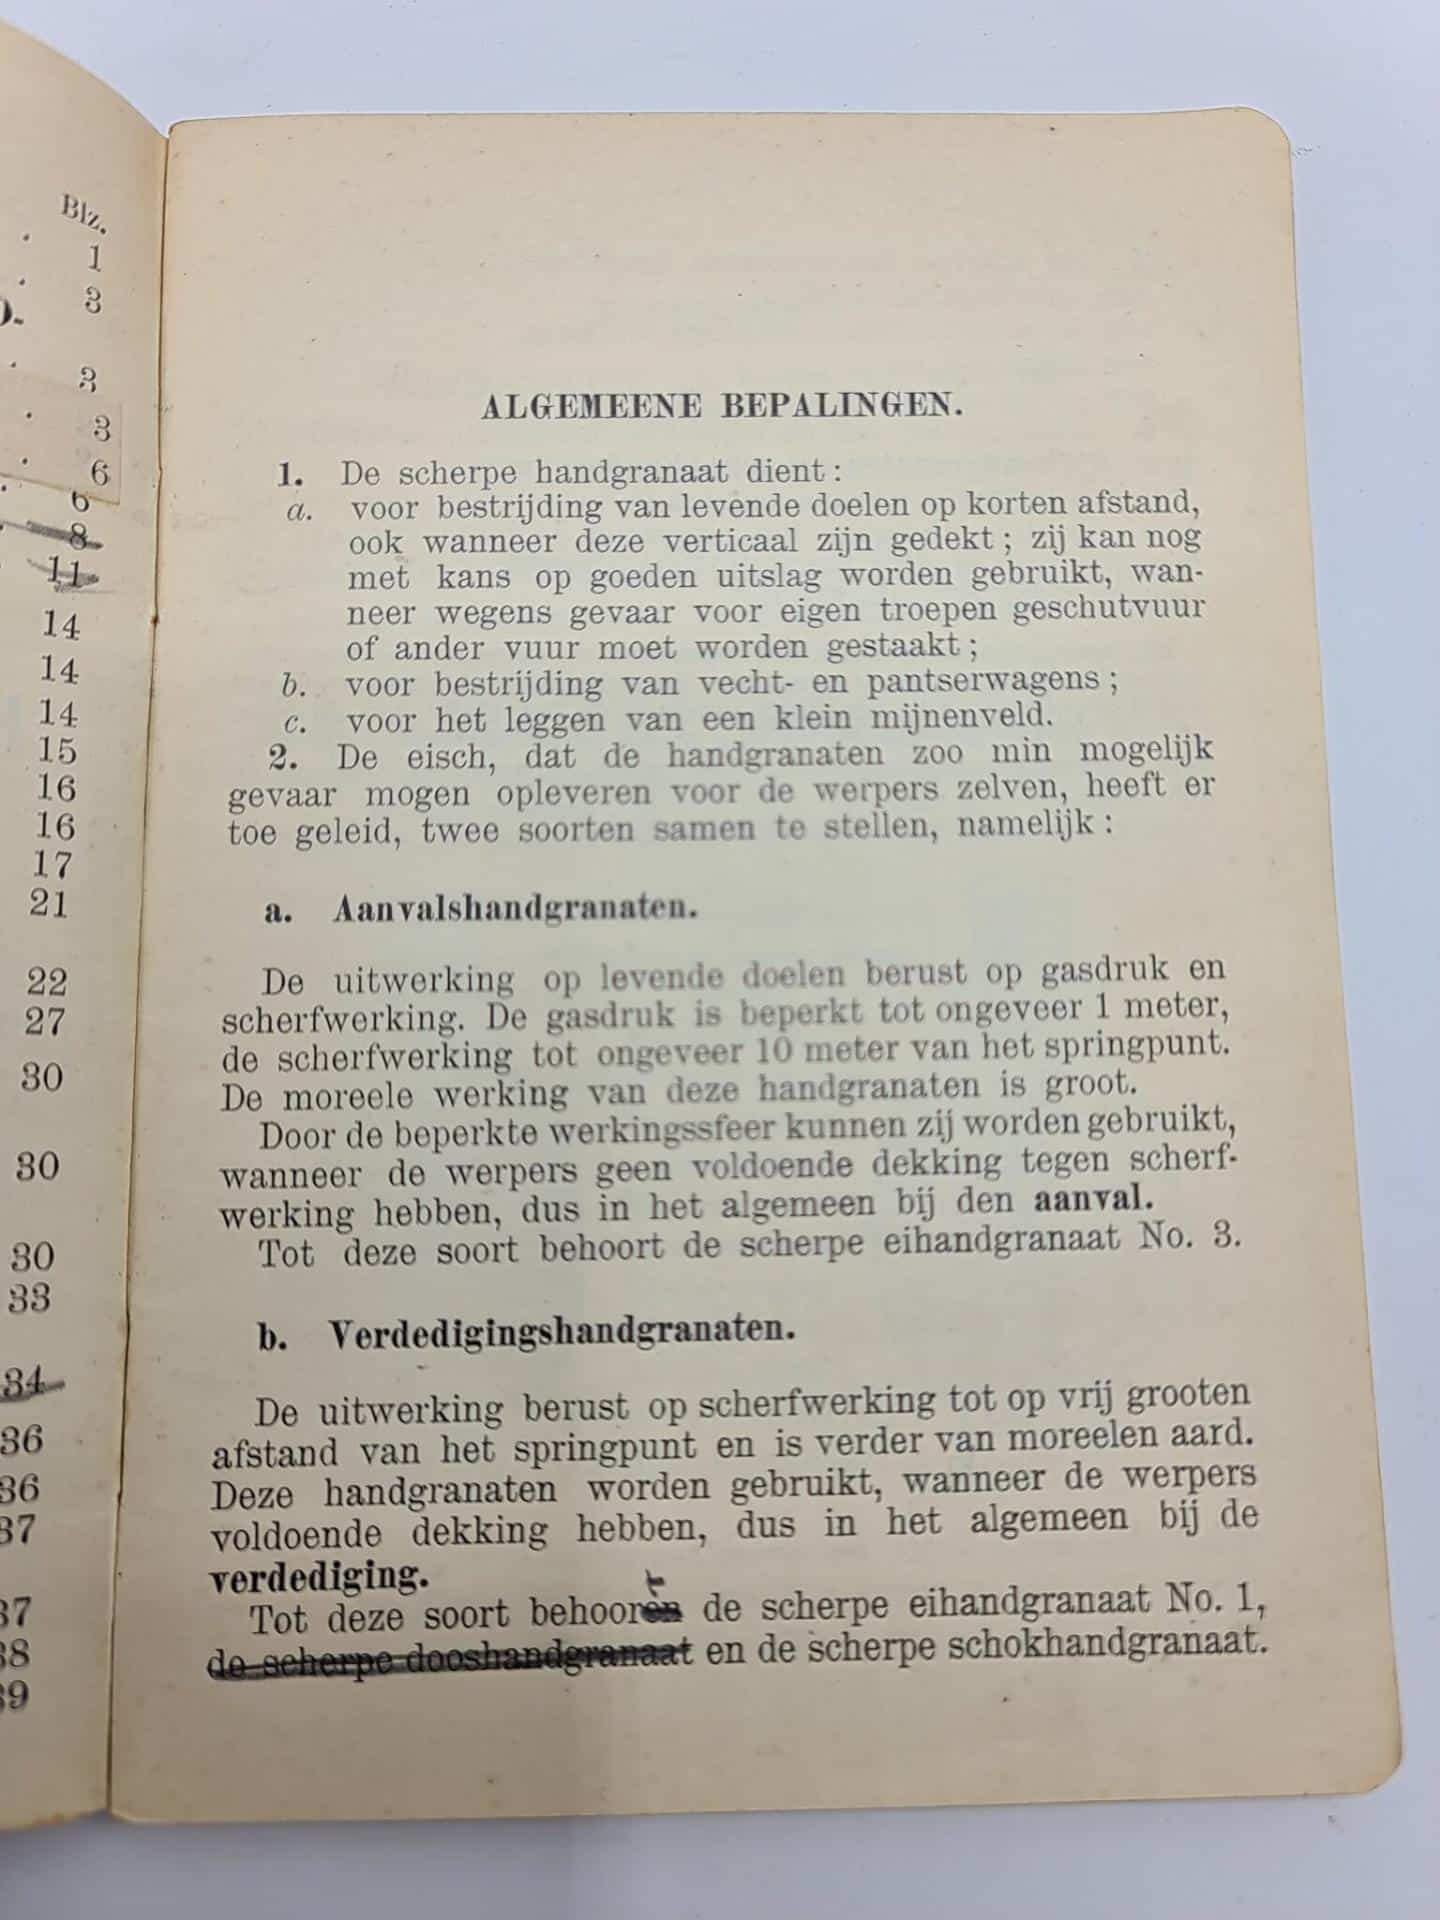 Blz.
1
3
3
3
6
6
8
11
14
14
14
15
16
16
17
21
22
27
30
30
30
33
34
36
36
37
37
38
39
ALGEMEENE BEPALINGEN.
1. De scherpe handgranaat dient:
a. voor bestrijding van levende doelen op korten afstand,
ook wanneer deze verticaal zijn gedekt; zij kan nog
met kans op goeden uitslag worden gebruikt, wan-
neer wegens gevaar voor eigen troepen geschutvuur
of ander vuur moet worden gestaakt;
b. voor bestrijding van vecht- en pantserwagens;
c. voor het leggen van een klein mijnenveld.
2. De eisch, dat de handgranaten zoo min mogelijk
gevaar mogen opleveren voor de werpers zelven, heeft er
toe geleid, twee soorten samen te stellen, namelijk:
a. Aanvalshandgranaten.
De uitwerking op levende doelen berust op gasdruk en
scherfwerking. De gasdruk is beperkt tot ongeveer 1 meter,
de scherfwerking tot ongeveer 10 meter van het springpunt.
De moreele werking van deze handgranaten is groot.
Door de beperkte werkingssfeer kunnen zij worden gebruikt,
wanneer de werpers geen voldoende dekking tegen scherf-
werking hebben, dus in het algemeen bij den aanval.
Tot deze soort behoort de scherpe eihandgranaat No. 3.
b. Verdedigingshandgranaten.
De uitwerking berust op scherfwerking tot op vrij grooten
afstand van het springpunt en is verder van moreelen aard.
Deze handgranaten worden gebruikt, wanneer de werpers
voldoende dekking hebben, dus in het algemeen bij de
verdediging.
t
Tot deze soort behooren de scherpe eihandgranaat No. 1,
de scherpe dooshandgranaat en de scherpe schokhandgranaat.